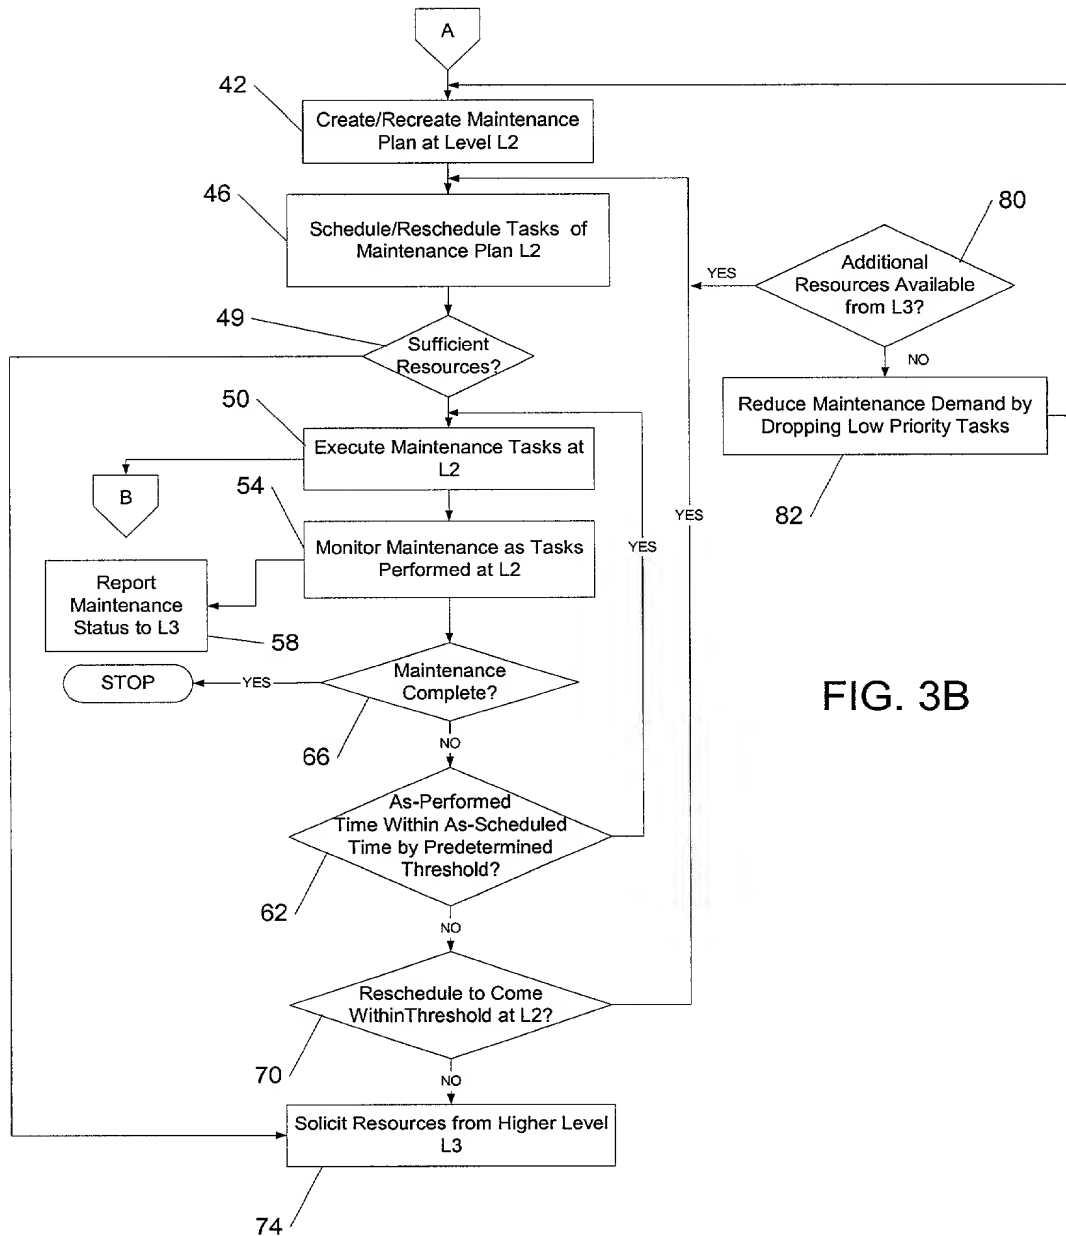 A
42
Create/Recreate Maintenance
Plan at Level L2
46
Schedule/Reschedule Tasks of
Maintenance Plan L2
80
Additional
Resources Available
from L3?
YES
NO
49
Sufficient
Resources?
Reduce Maintenance Demand by
Dropping Low Priority Tasks
82
50
Execute Maintenance Tasks at
L2
B
54
Monitor Maintenance as Tasks
Performed at L2
YES
YES
Report
Maintenance
Status to L3
58
STOP
YES
Maintenance
Complete?
66
NO
FIG. 3B
As-Performed
Time Within As-Scheduled
Time by Predetermined
Threshold?
62
NO
Reschedule to Come
WithinThreshold at L2?
70
NO
Solicit Resources from Higher Level
L3
74